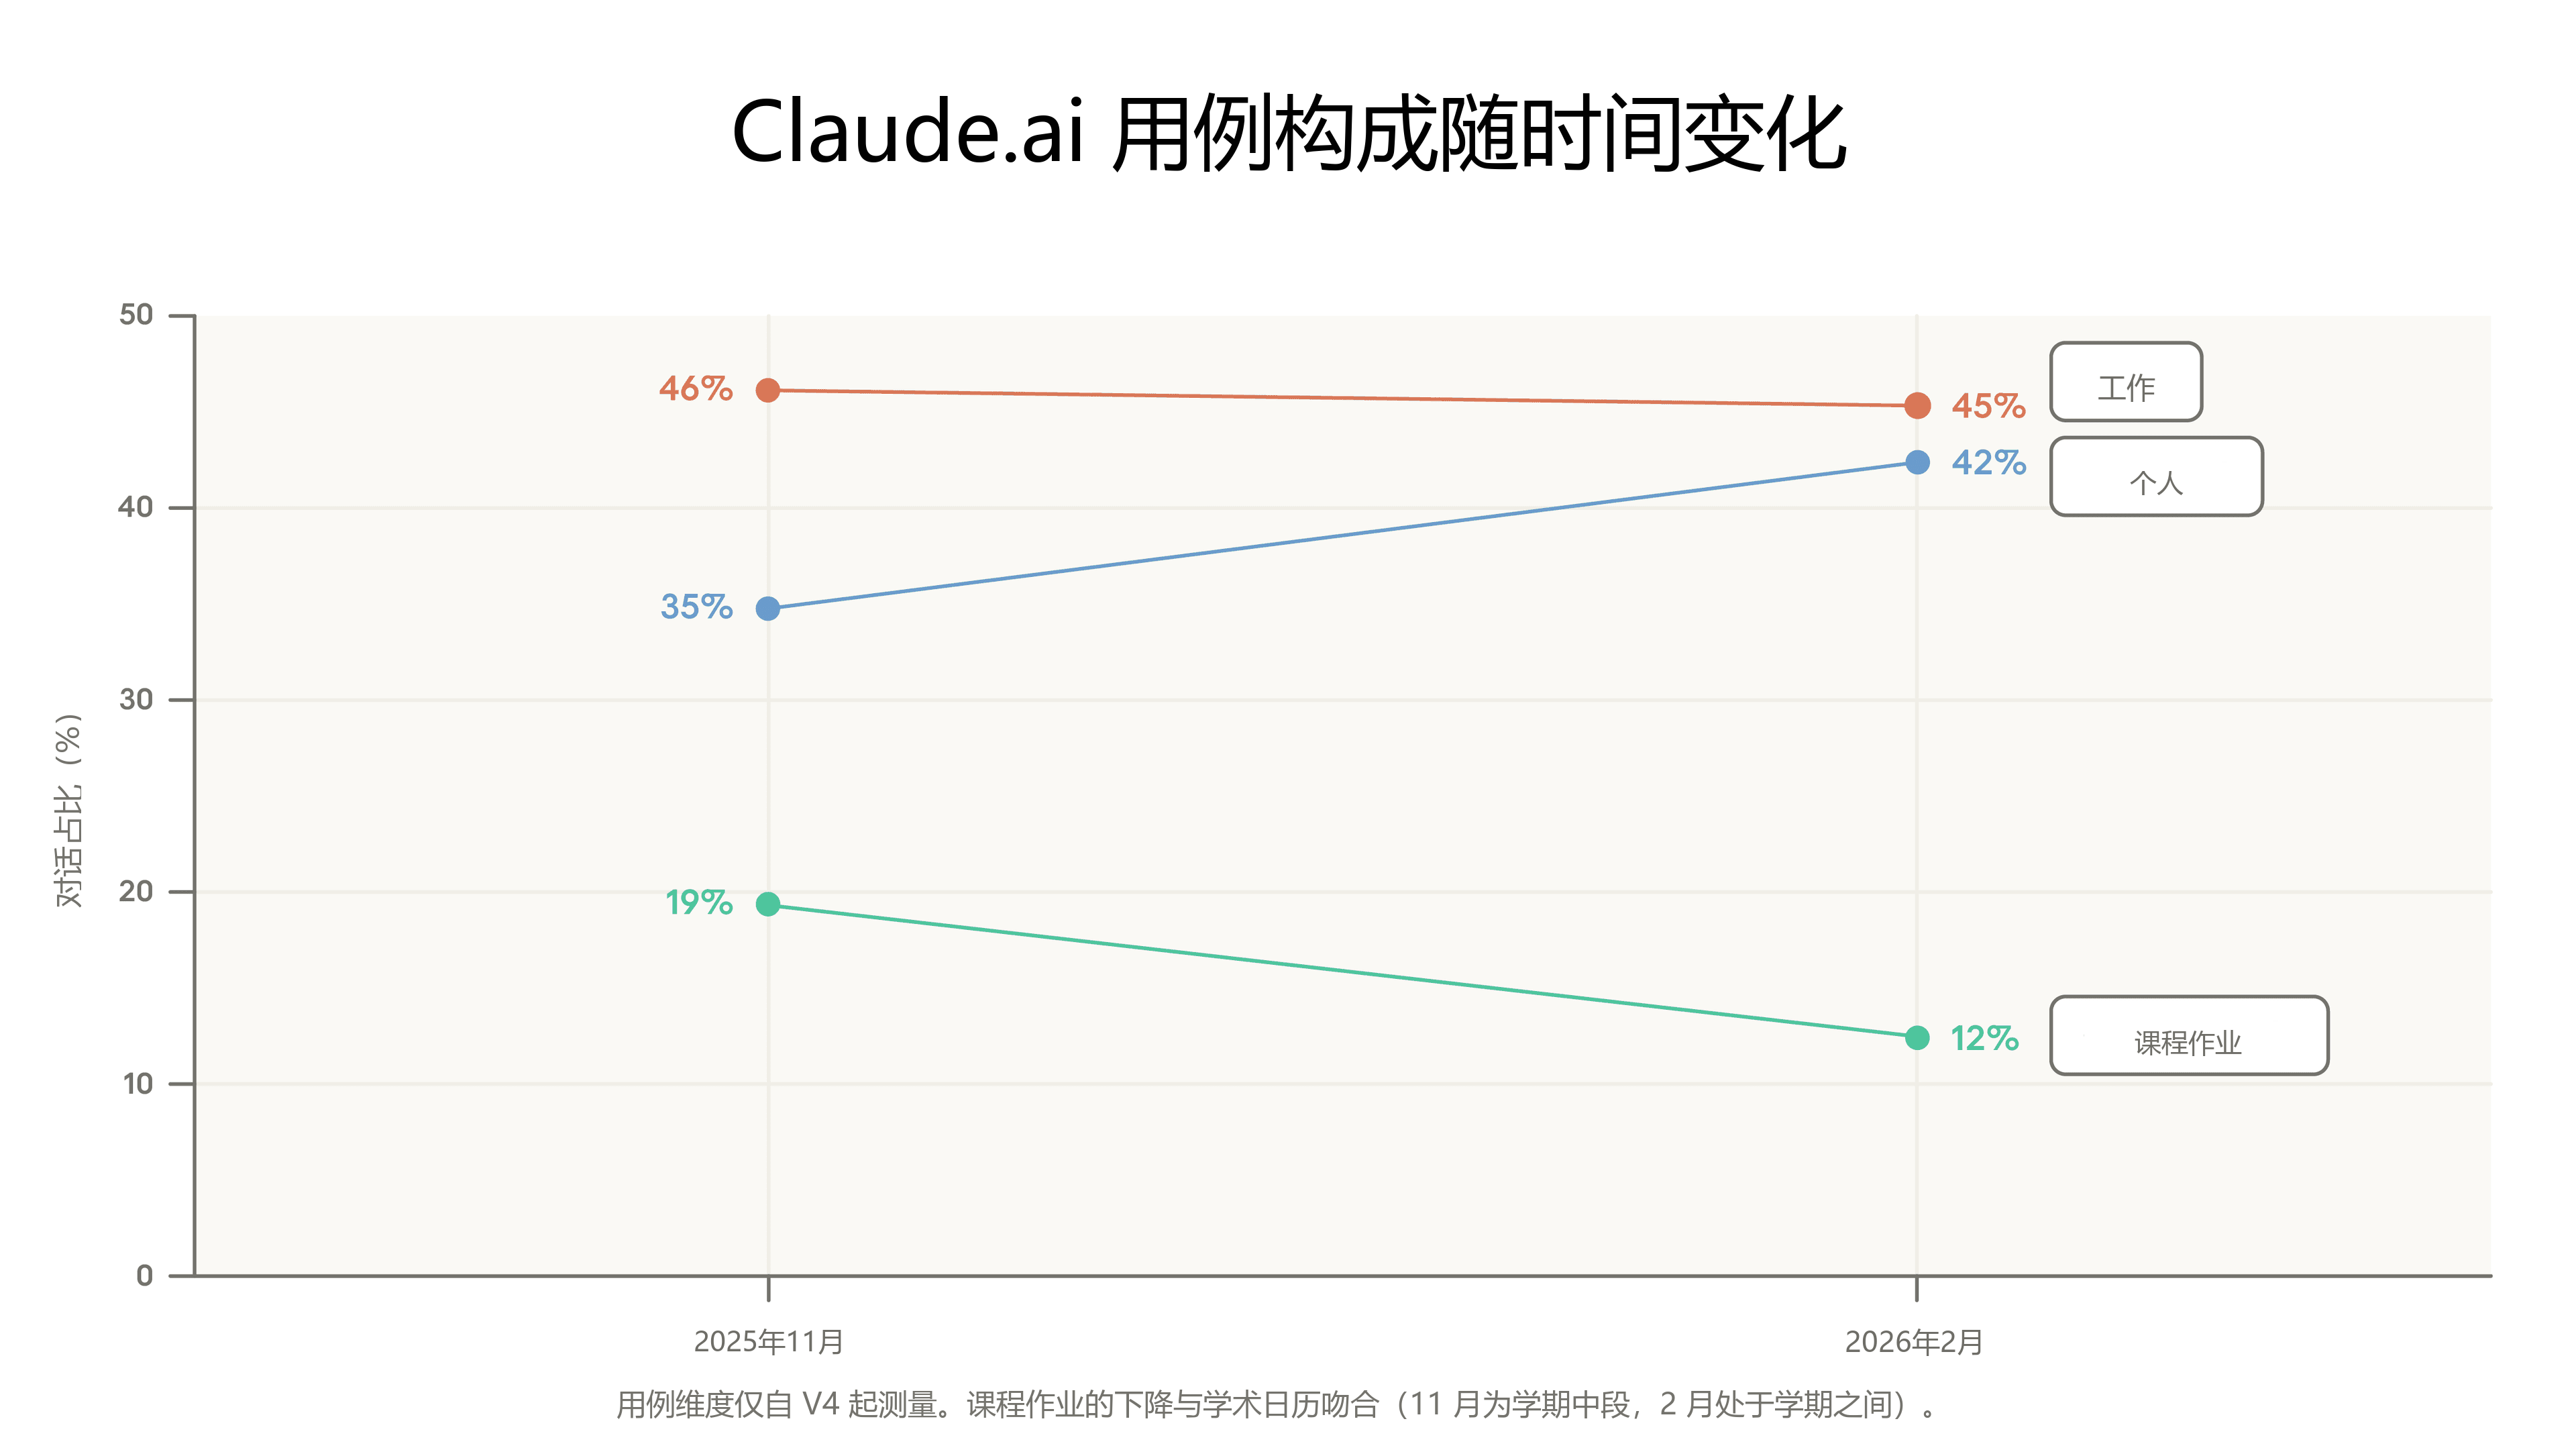 Claude.ai 用例构成随时间变化
50
46%
45%
工作
42%
个人
40
35%
30
对话占比（%）
20
19%
12%
课程作业
10
0
2025年11月
2026年2月
用例维度仅自 V4 起测量。课程作业的下降与学术日历吻合（11 月为学期中段，2 月处于学期之间）。